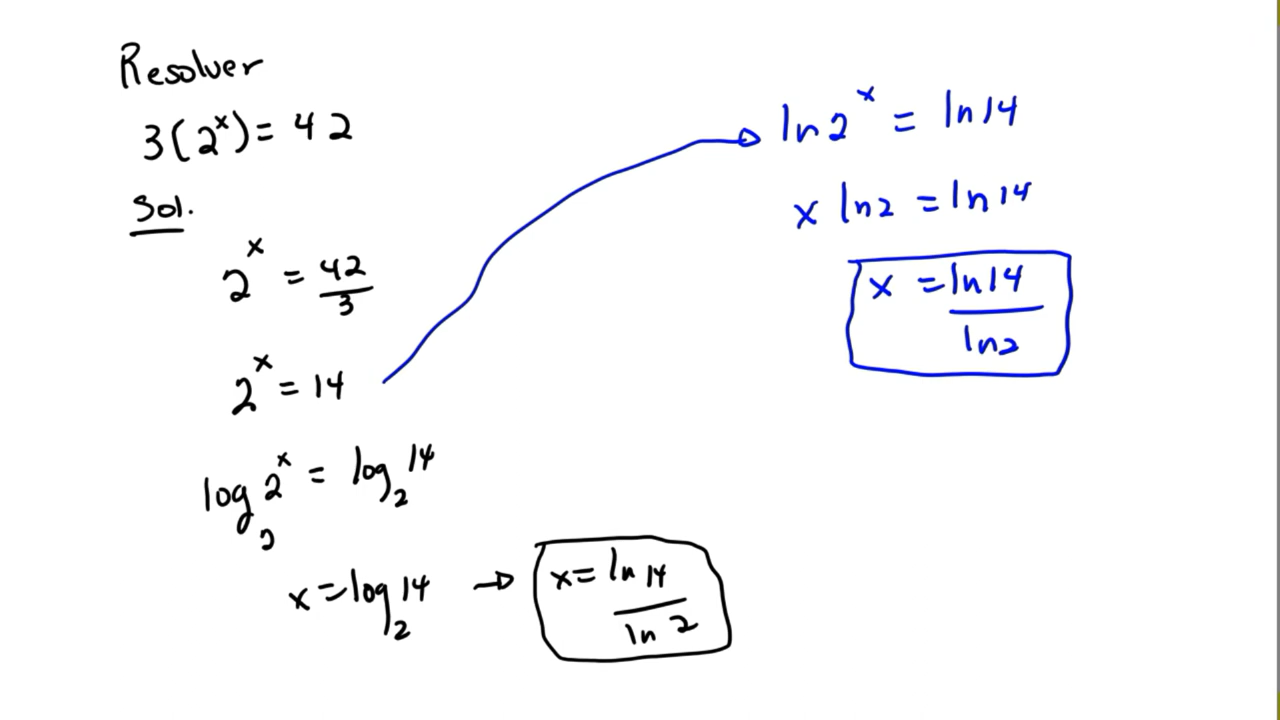 Resolver
3(2^x) = 42
Sol.
2^x = 42/3
2^x = 14
log_2 2^x = log_2 14
x = log_2 14 → x = ln 14 / ln 2
ln 2^x = ln 14
x ln 2 = ln 14
x = ln 14 / ln 2